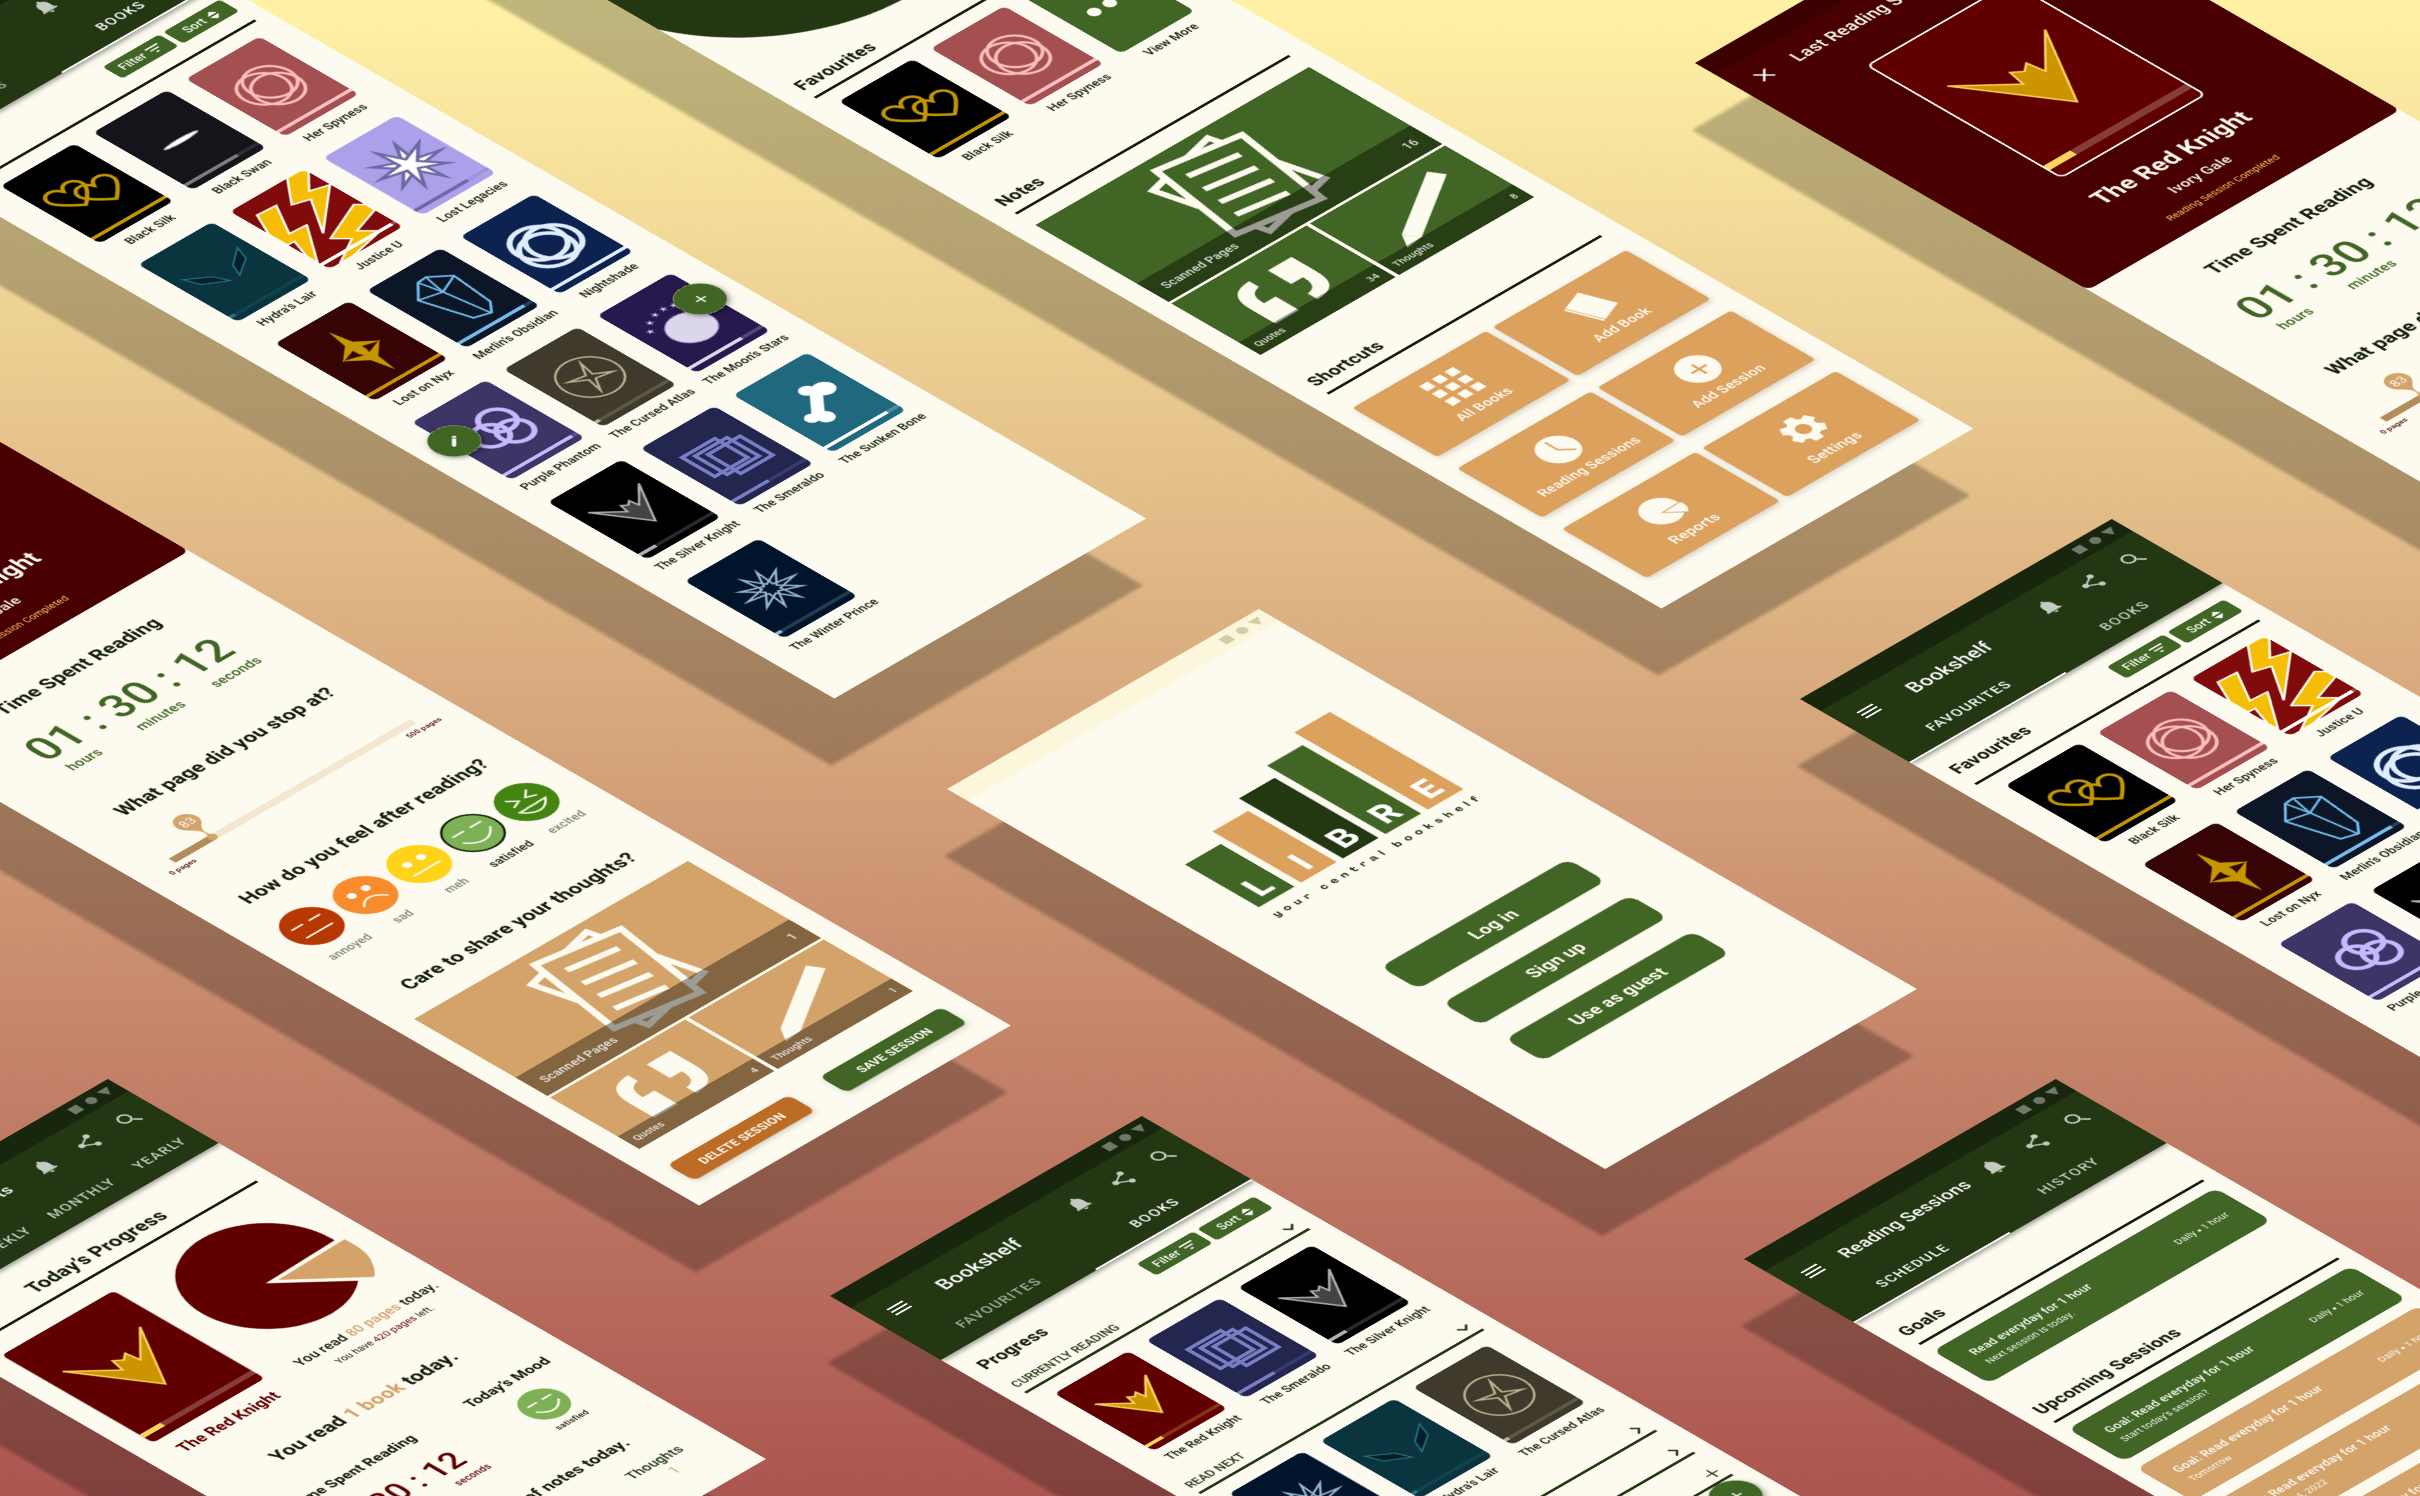 BOOKS
Filter
Sort
Black Silk
Black Swan
Her Spyness
Hydra's Lair
Justice U
Lost Legacies
Lost on Nyx
Merlin's Obsidian
Nightshade
Purple Phantom
The Cursed Atlas
The Moon's Stars
The Silver Knight
The Smeraldo
The Sunken Bone
The Winter Prince
Favourites
Black Silk
Her Spyness
View More
Notes
Scanned Pages
16
Quotes
34
Thoughts
8
Shortcuts
All Books
Add Book
Reading Sessions
Add Session
Reports
Settings
Last Reading
The Red Knight
Ivory Gale
Reading Session Completed
Time Spent Reading
01 : 30 : 12
hours
minutes
What page
83
0 pages
Time Spent Reading
01 : 30 : 12
hours
minutes
seconds
What page did you stop at?
83
0 pages
500 pages
How do you feel after reading?
annoyed
sad
meh
satisfied
excited
Care to share your thoughts?
Scanned Pages
1
Quotes
4
Thoughts
1
DELETE SESSION
SAVE SESSION
LIBRE
your central bookshelf
Log in
Sign up
Use as guest
Bookshelf
FAVOURITES
BOOKS
Filter
Sort
Favourites
Black Silk
Her Spyness
Justice U
Lost on Nyx
Merlin's Obsidian
Purple
MONTHLY
YEARLY
Today's Progress
The Red Knight
You read 80 pages today.
You have 420 pages left.
You read 1 book today.
Today's Mood
satisfied
Spent Reading
: 12
seconds
of notes today.
Thoughts
1
Bookshelf
FAVOURITES
BOOKS
Filter
Sort
Progress
CURRENTLY READING
The Red Knight
The Smeraldo
The Silver Knight
READ NEXT
Hydra's Lair
The Cursed Atlas
Reading Sessions
SCHEDULE
HISTORY
Goals
Read everyday for 1 hour
Next session is today.
Daily • 1 hour
Upcoming Sessions
Goal: Read everyday for 1 hour
Start today's session?
Daily • 1 hour
Goal: Read everyday for 1 hour
Tomorrow
Daily • 1
Read everyday for 1 hour
2022